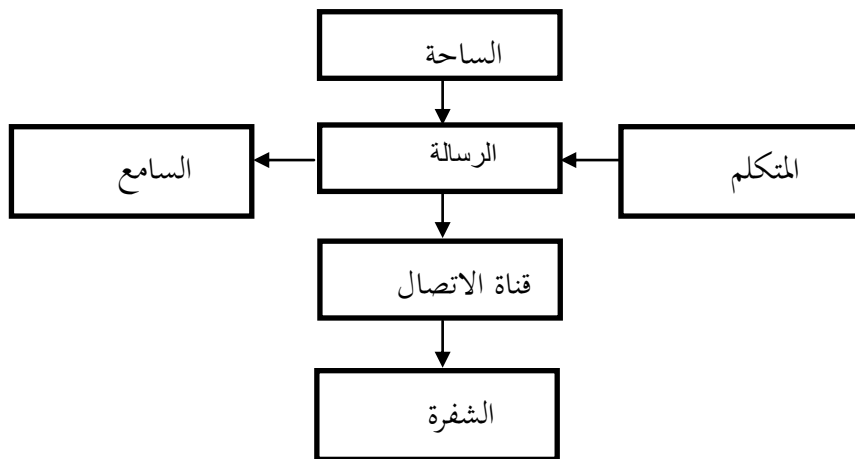 الساحة
المتكلم
الرسالة
السامع
قناة الاتصال
الشفرة